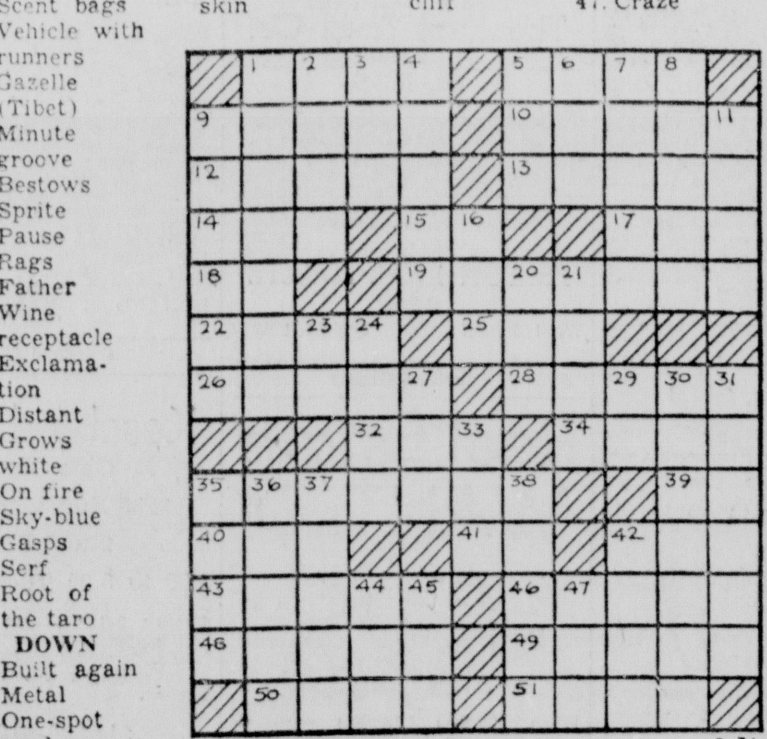 Scent bags
skin
cliff
47. Craze
Vehicle with
runners
Gazelle
(Tibet)
Minute
groove
Bestows
Sprite
Pause
Rags
Father
Wine
receptacle
Exclama-
tion
Distant
Grows
white
On fire
Sky-blue
Gasps
Serf
Root of
the taro
DOWN
Built again
Metal
One-spot
1 2 3 4 5 6 7 8
9 10 11
12 13
14 15 16 17
18 19 20 21
22 23 24 25
26 27 28 29 30 31
32 33 34
35 36 37 38 39
40 41 42
43 44 45 46 47
48 49
50 51